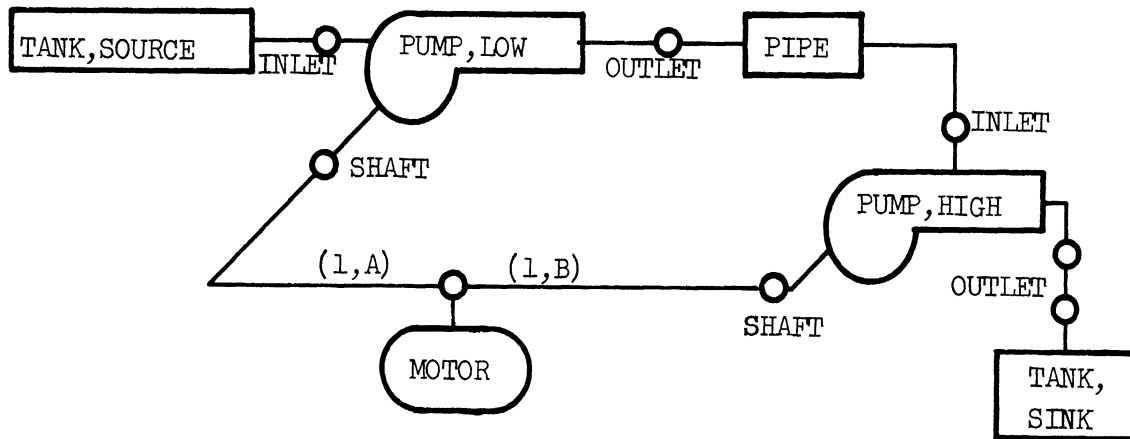 TANK,SOURCE
INLET
PUMP,LOW
OUTLET
PIPE
INLET
SHAFT
PUMP,HIGH
(1,A)
(1,B)
SHAFT
OUTLET
MOTOR
TANK,
SINK